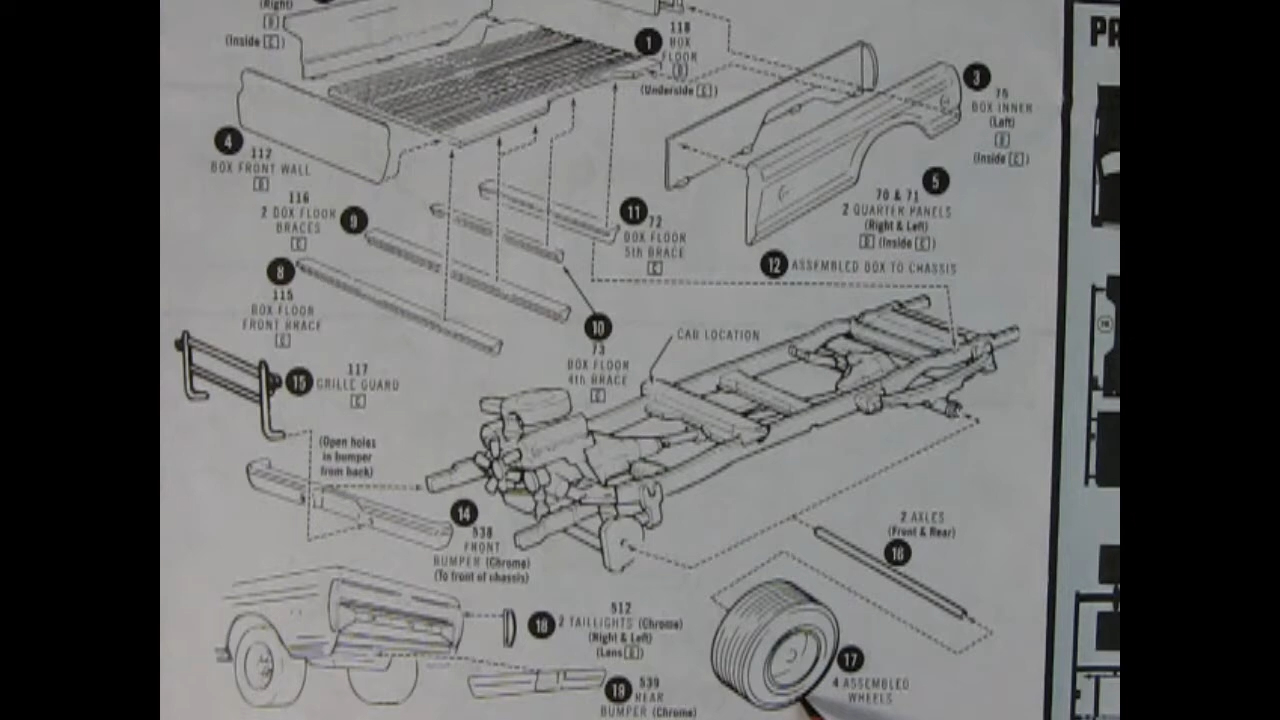 (Right)
B
(Inside C)
1
118
BOX
FLOOR
B
(Underside C)
PA
3
75
BOX INNER
(Left)
B
(Inside C)
4
112
BOX FRONT WALL
B
5
70 & 71
2 QUARTER PANELS
(Right & Left)
B (Inside C)
116
2 BOX FLOOR
BRACES
C
9
11
72
BOX FLOOR
5th BRACE
C
12 ASSEMBLED BOX TO CHASSIS
8
115
BOX FLOOR
FRONT BRACE
C
10
73
BOX FLOOR
4th BRACE
C
CAB LOCATION
15
117
GRILLE GUARD
C
(Open holes
in bumper
from back)
14
538
FRONT
BUMPER (Chrome)
(To front of chassis)
2 AXLES
(Front & Rear)
16
18
512
2 TAILLIGHTS (Chrome)
(Right & Left)
(Lens B)
17
4 ASSEMBLED
WHEELS
19
539
REAR
BUMPER (Chrome)